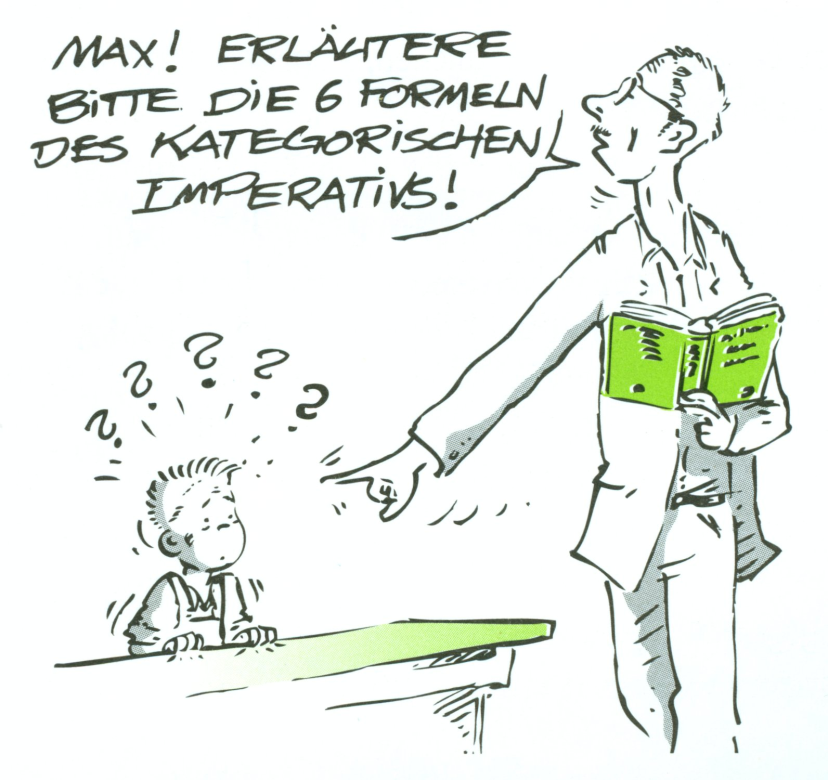 MAX! ERLÄUTERE
BITTE DIE 6 FORMELN
DES KATEGORISCHEN
IMPERATIVS!
? ? ? ? ?